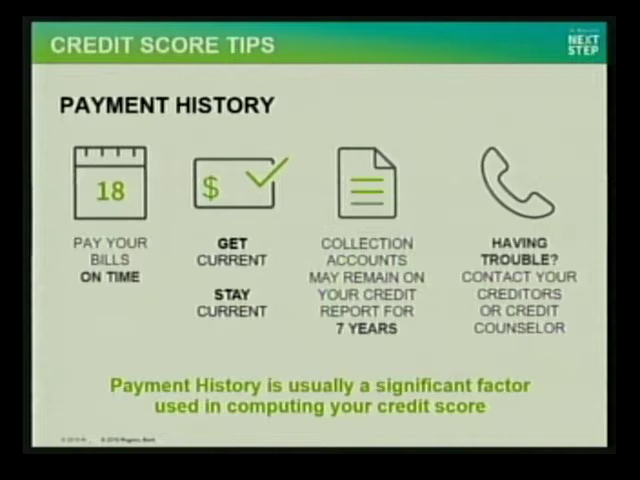 CREDIT SCORE TIPS
NEXT
STEP
PAYMENT HISTORY
18
$
PAY YOUR
BILLS
ON TIME
GET
CURRENT
STAY
CURRENT
COLLECTION
ACCOUNTS
MAY REMAIN ON
YOUR CREDIT
REPORT FOR
7 YEARS
HAVING
TROUBLE?
CONTACT YOUR
CREDITORS
OR CREDIT
COUNSELOR
Payment History is usually a significant factor
used in computing your credit score